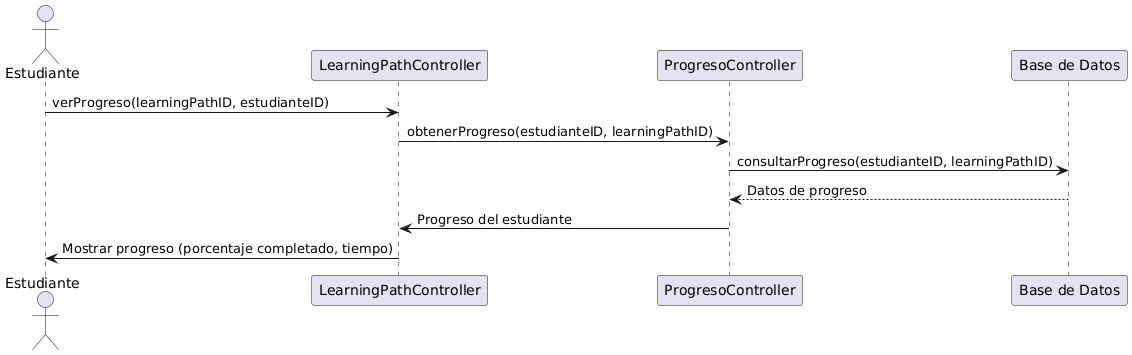 Estudiante
LearningPathController
ProgresoController
Base de Datos
verProgreso(learningPathID, estudianteID)
obtenerProgreso(estudianteID, learningPathID)
consultarProgreso(estudianteID, learningPathID)
Datos de progreso
Progreso del estudiante
Mostrar progreso (porcentaje completado, tiempo)
Estudiante
LearningPathController
ProgresoController
Base de Datos